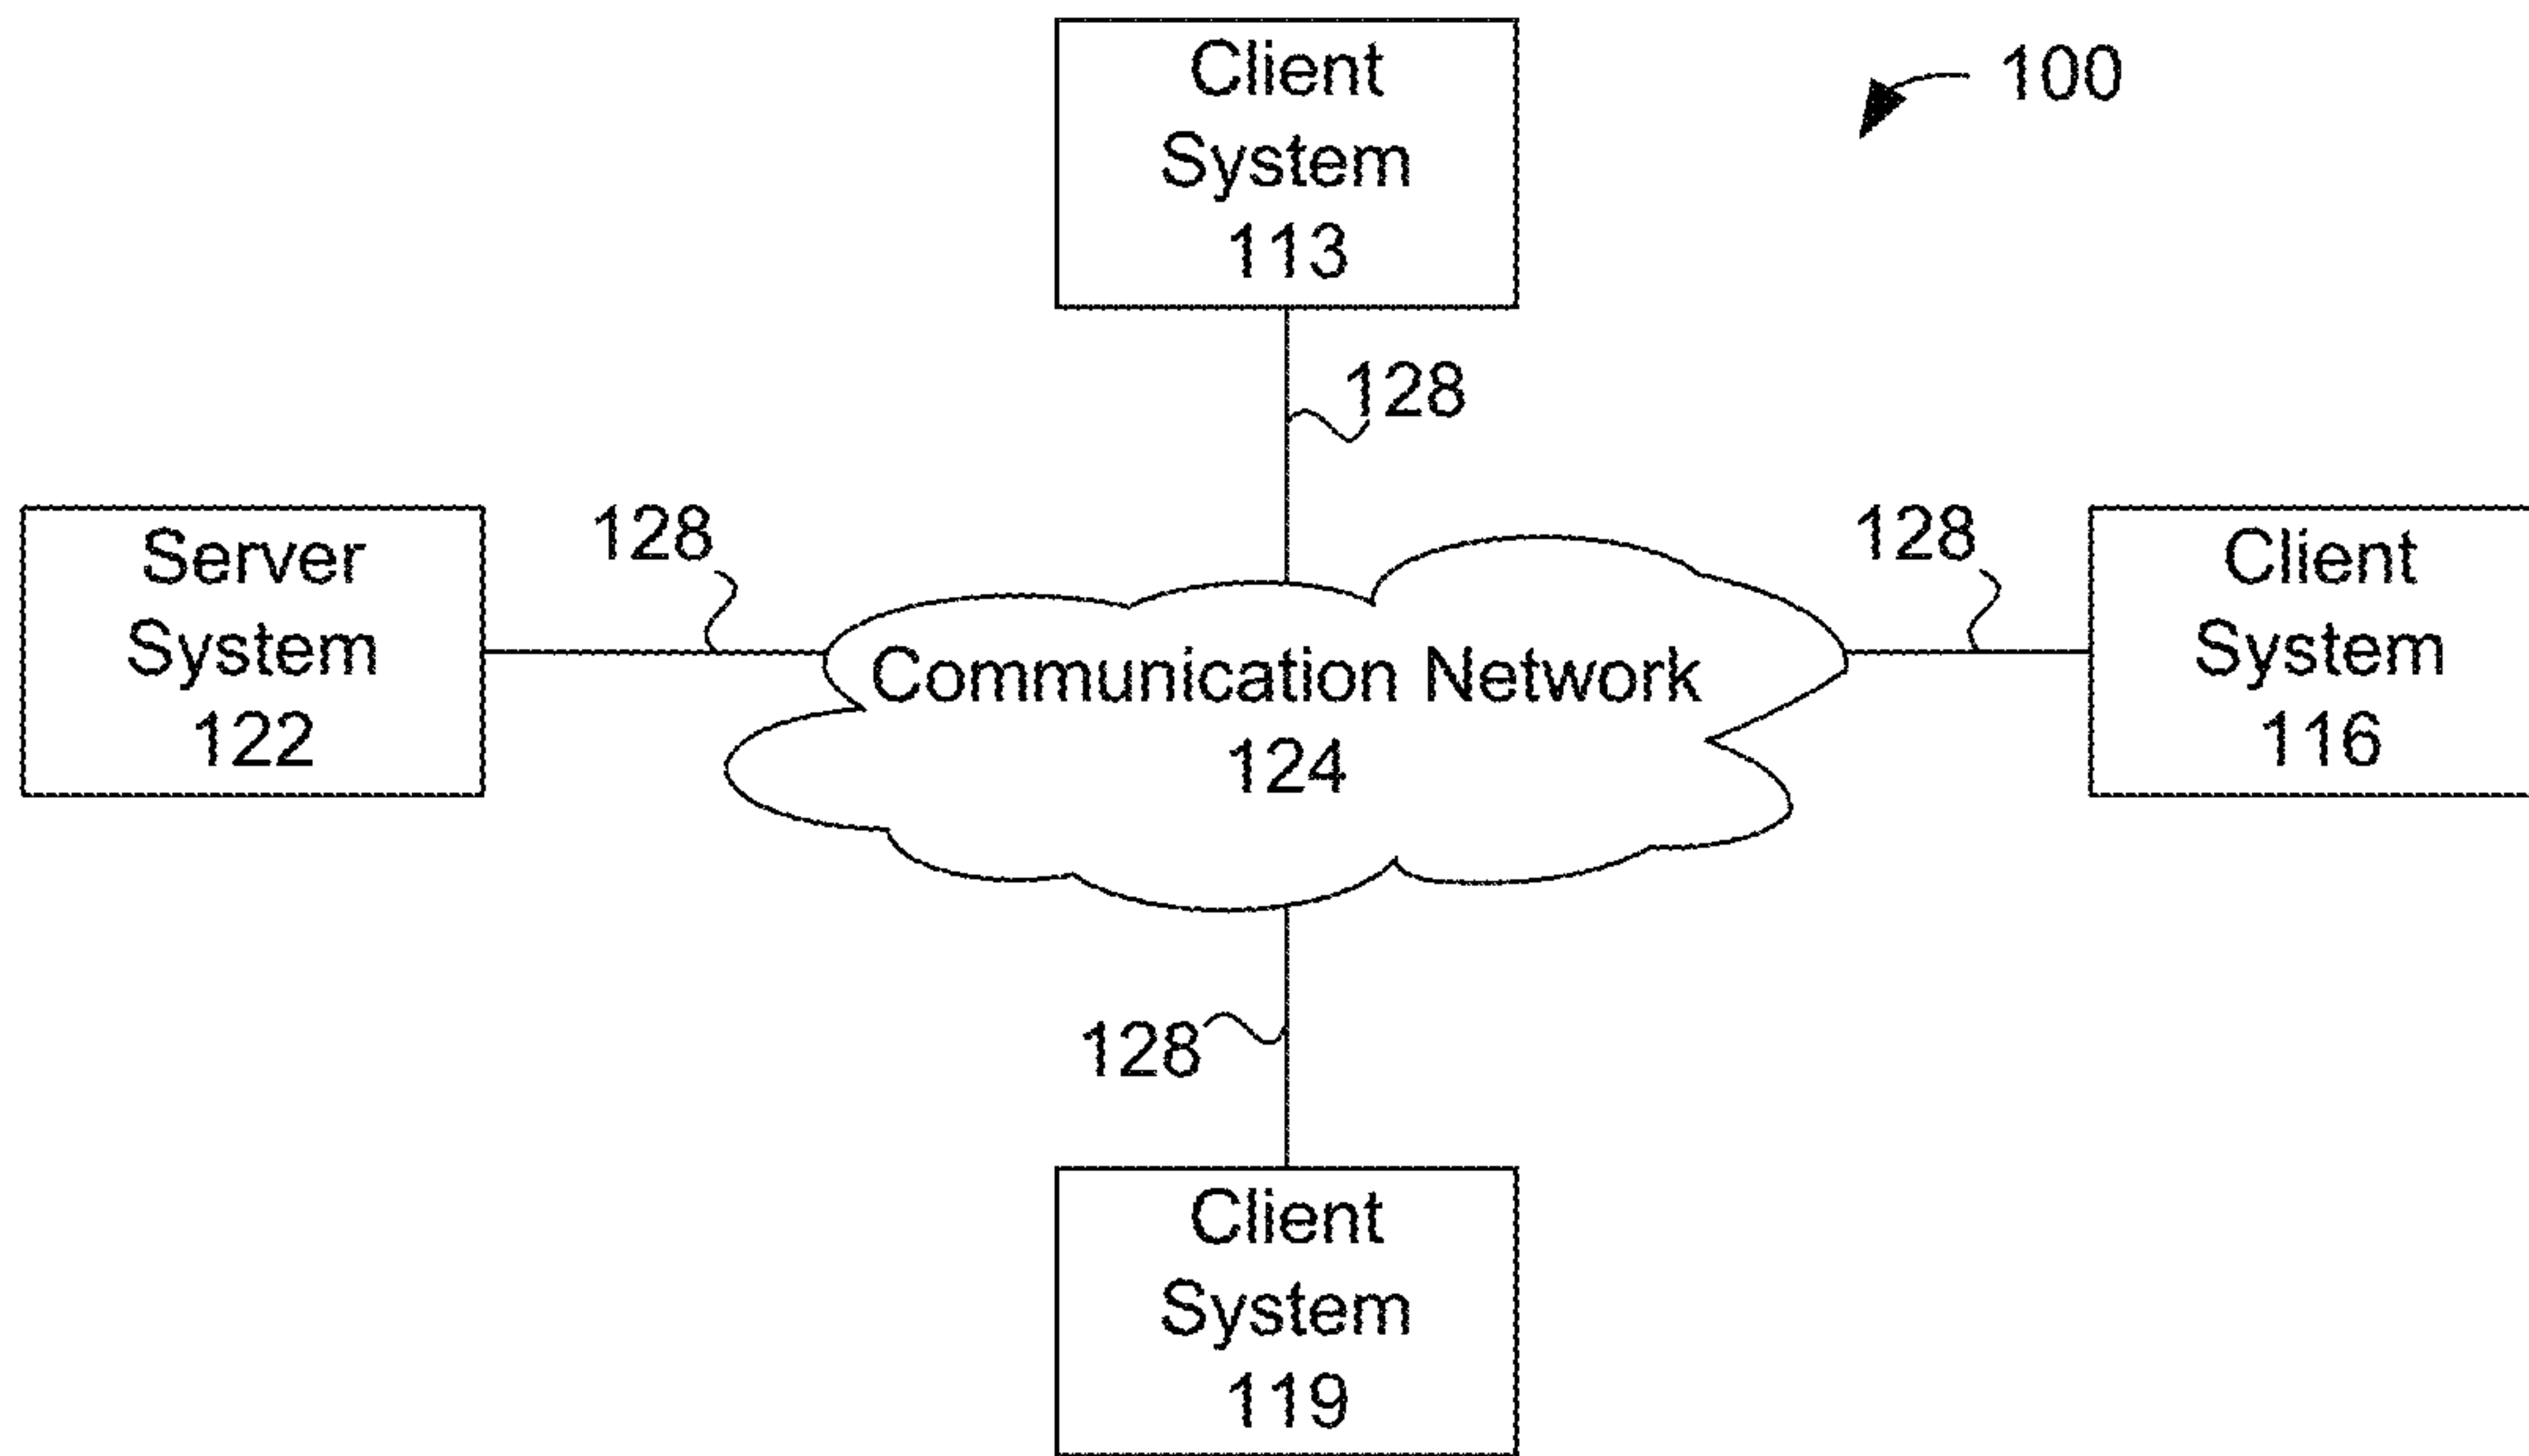 Client
System
113
100
128
Server
System
122
128
Communication Network
124
128
Client
System
116
128
Client
System
119